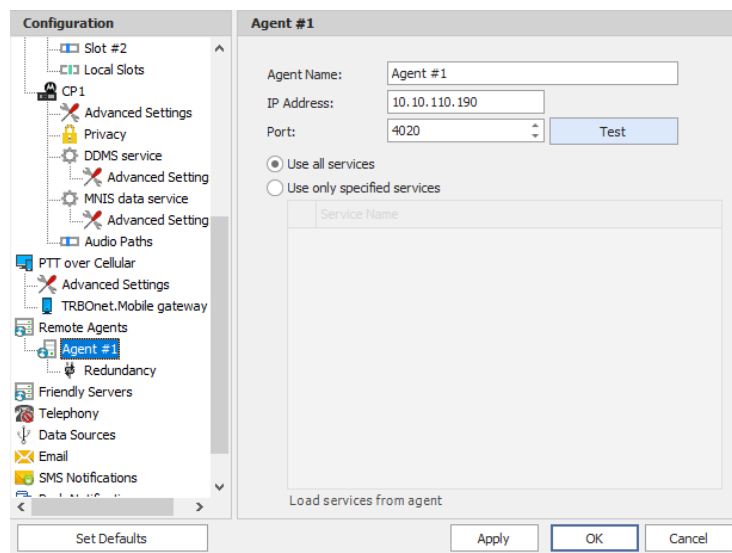 Configuration
Slot #2
Local Slots
CP1
Advanced Settings
Privacy
DDMS service
Advanced Setting
MNIS data service
Advanced Setting
Audio Paths
PTT over Cellular
Advanced Settings
TRBOnet.Mobile gateway
Remote Agents
Agent #1
Redundancy
Friendly Servers
Telephony
Data Sources
Email
SMS Notifications
Set Defaults
Agent #1
Agent Name: Agent #1
IP Address: 10.10.110.190
Port: 4020 Test
Use all services
Use only specified services
Service Name
Load services from agent
Apply OK Cancel